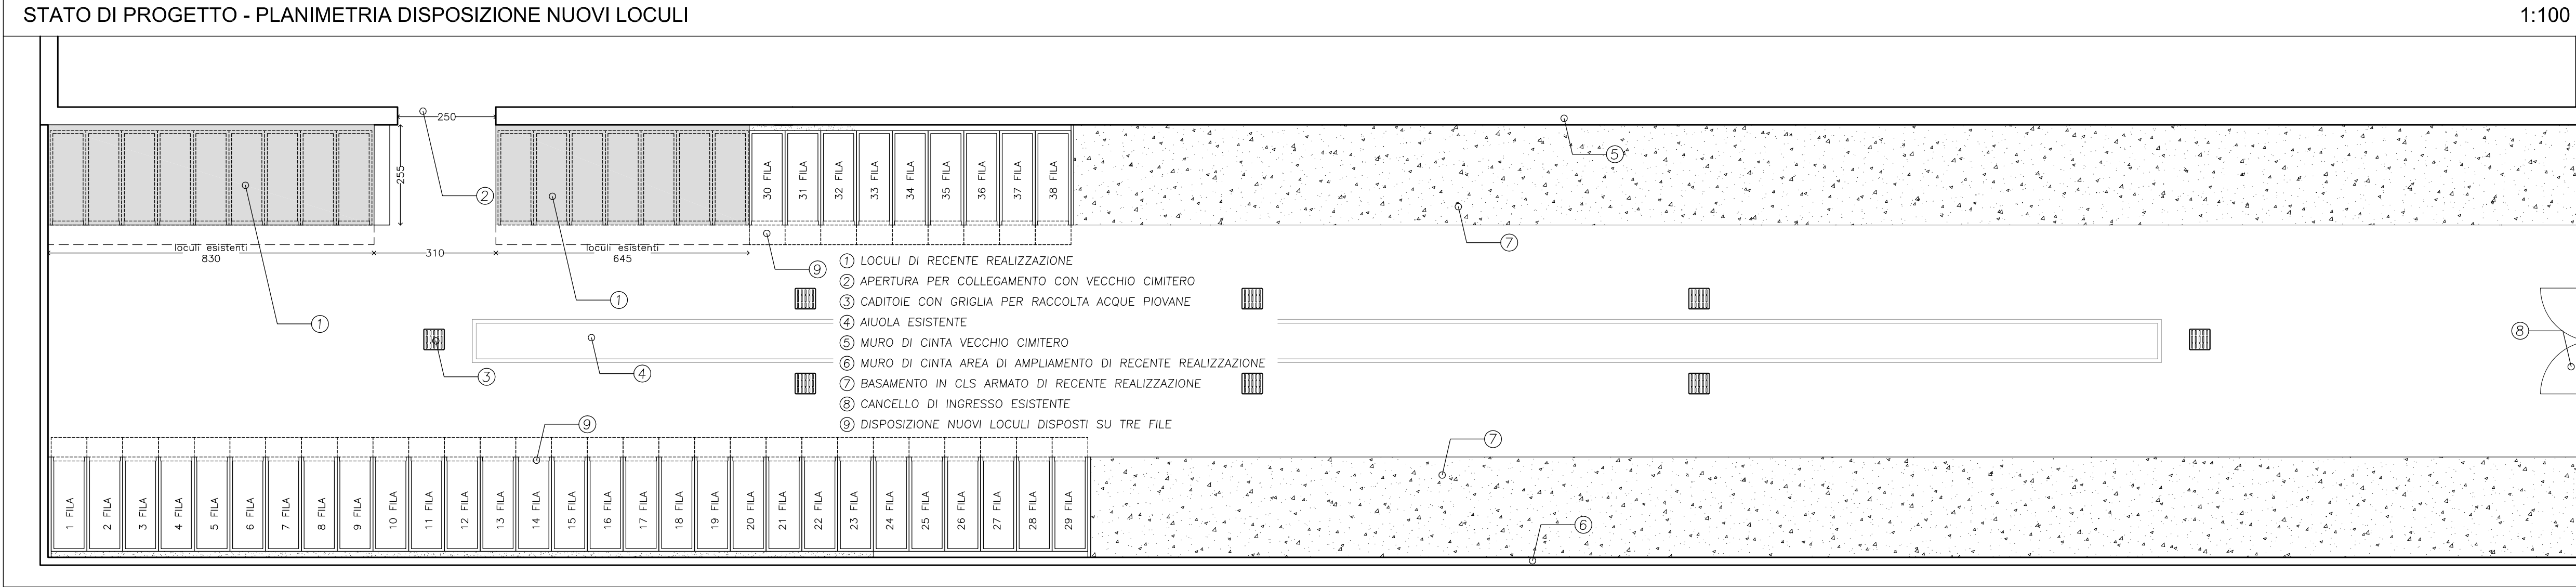 STATO DI PROGETTO - PLANIMETRIA DISPOSIZIONE NUOVI LOCULI
1:100
250
255
2
5
30 FILA
31 FILA
32 FILA
33 FILA
34 FILA
35 FILA
36 FILA
37 FILA
38 FILA
7
loculi esistenti
830
310
loculi esistenti
645
9
1
1
3
4
8
1 LOCULI DI RECENTE REALIZZAZIONE
2 APERTURA PER COLLEGAMENTO CON VECCHIO CIMITERO
3 CADITOIE CON GRIGLIA PER RACCOLTA ACQUE PIOVANE
4 AIUOLA ESISTENTE
5 MURO DI CINTA VECCHIO CIMITERO
6 MURO DI CINTA AREA DI AMPLIAMENTO DI RECENTE REALIZZAZIONE
7 BASAMENTO IN CLS ARMATO DI RECENTE REALIZZAZIONE
8 CANCELLO DI INGRESSO ESISTENTE
9 DISPOSIZIONE NUOVI LOCULI DISPOSTI SU TRE FILE
9
7
6
1 FILA
2 FILA
3 FILA
4 FILA
5 FILA
6 FILA
7 FILA
8 FILA
9 FILA
10 FILA
11 FILA
12 FILA
13 FILA
14 FILA
15 FILA
16 FILA
17 FILA
18 FILA
19 FILA
20 FILA
21 FILA
22 FILA
23 FILA
24 FILA
25 FILA
26 FILA
27 FILA
28 FILA
29 FILA